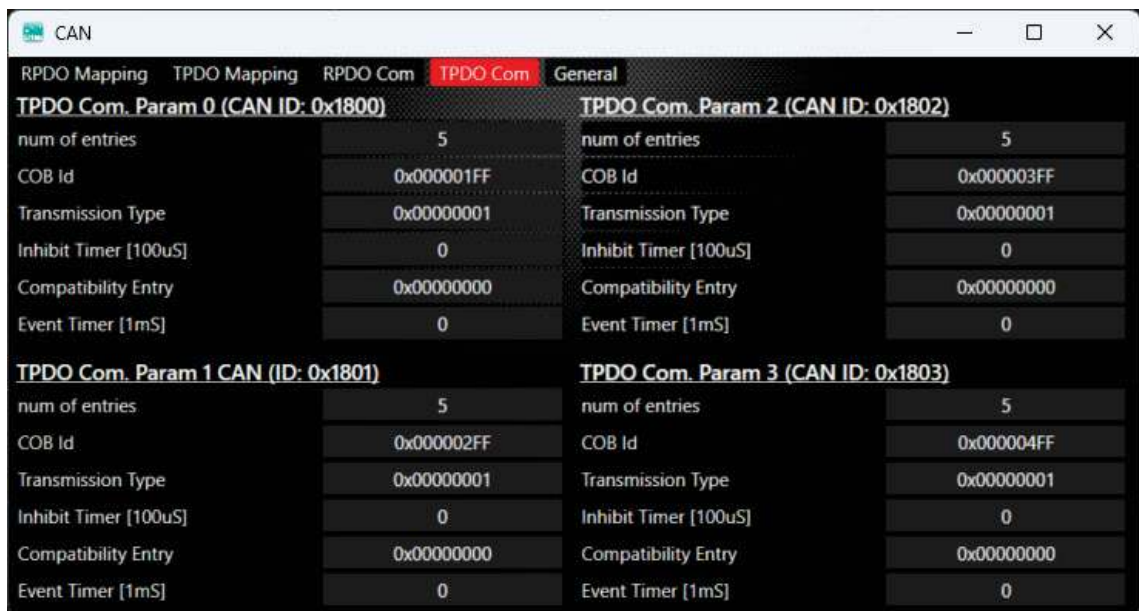 CAN
RPDO Mapping TPDO Mapping RPDO Com TPDO Com General
TPDO Com. Param 0 (CAN ID: 0x1800)
num of entries 5
COB Id 0x000001FF
Transmission Type 0x00000001
Inhibit Timer [100uS] 0
Compatibility Entry 0x00000000
Event Timer [1mS] 0
TPDO Com. Param 1 CAN (ID: 0x1801)
num of entries 5
COB Id 0x000002FF
Transmission Type 0x00000001
Inhibit Timer [100uS] 0
Compatibility Entry 0x00000000
Event Timer [1mS] 0
TPDO Com. Param 2 (CAN ID: 0x1802)
num of entries 5
COB Id 0x000003FF
Transmission Type 0x00000001
Inhibit Timer [100uS] 0
Compatibility Entry 0x00000000
Event Timer [1mS] 0
TPDO Com. Param 3 (CAN ID: 0x1803)
num of entries 5
COB Id 0x000004FF
Transmission Type 0x00000001
Inhibit Timer [100uS] 0
Compatibility Entry 0x00000000
Event Timer [1mS] 0